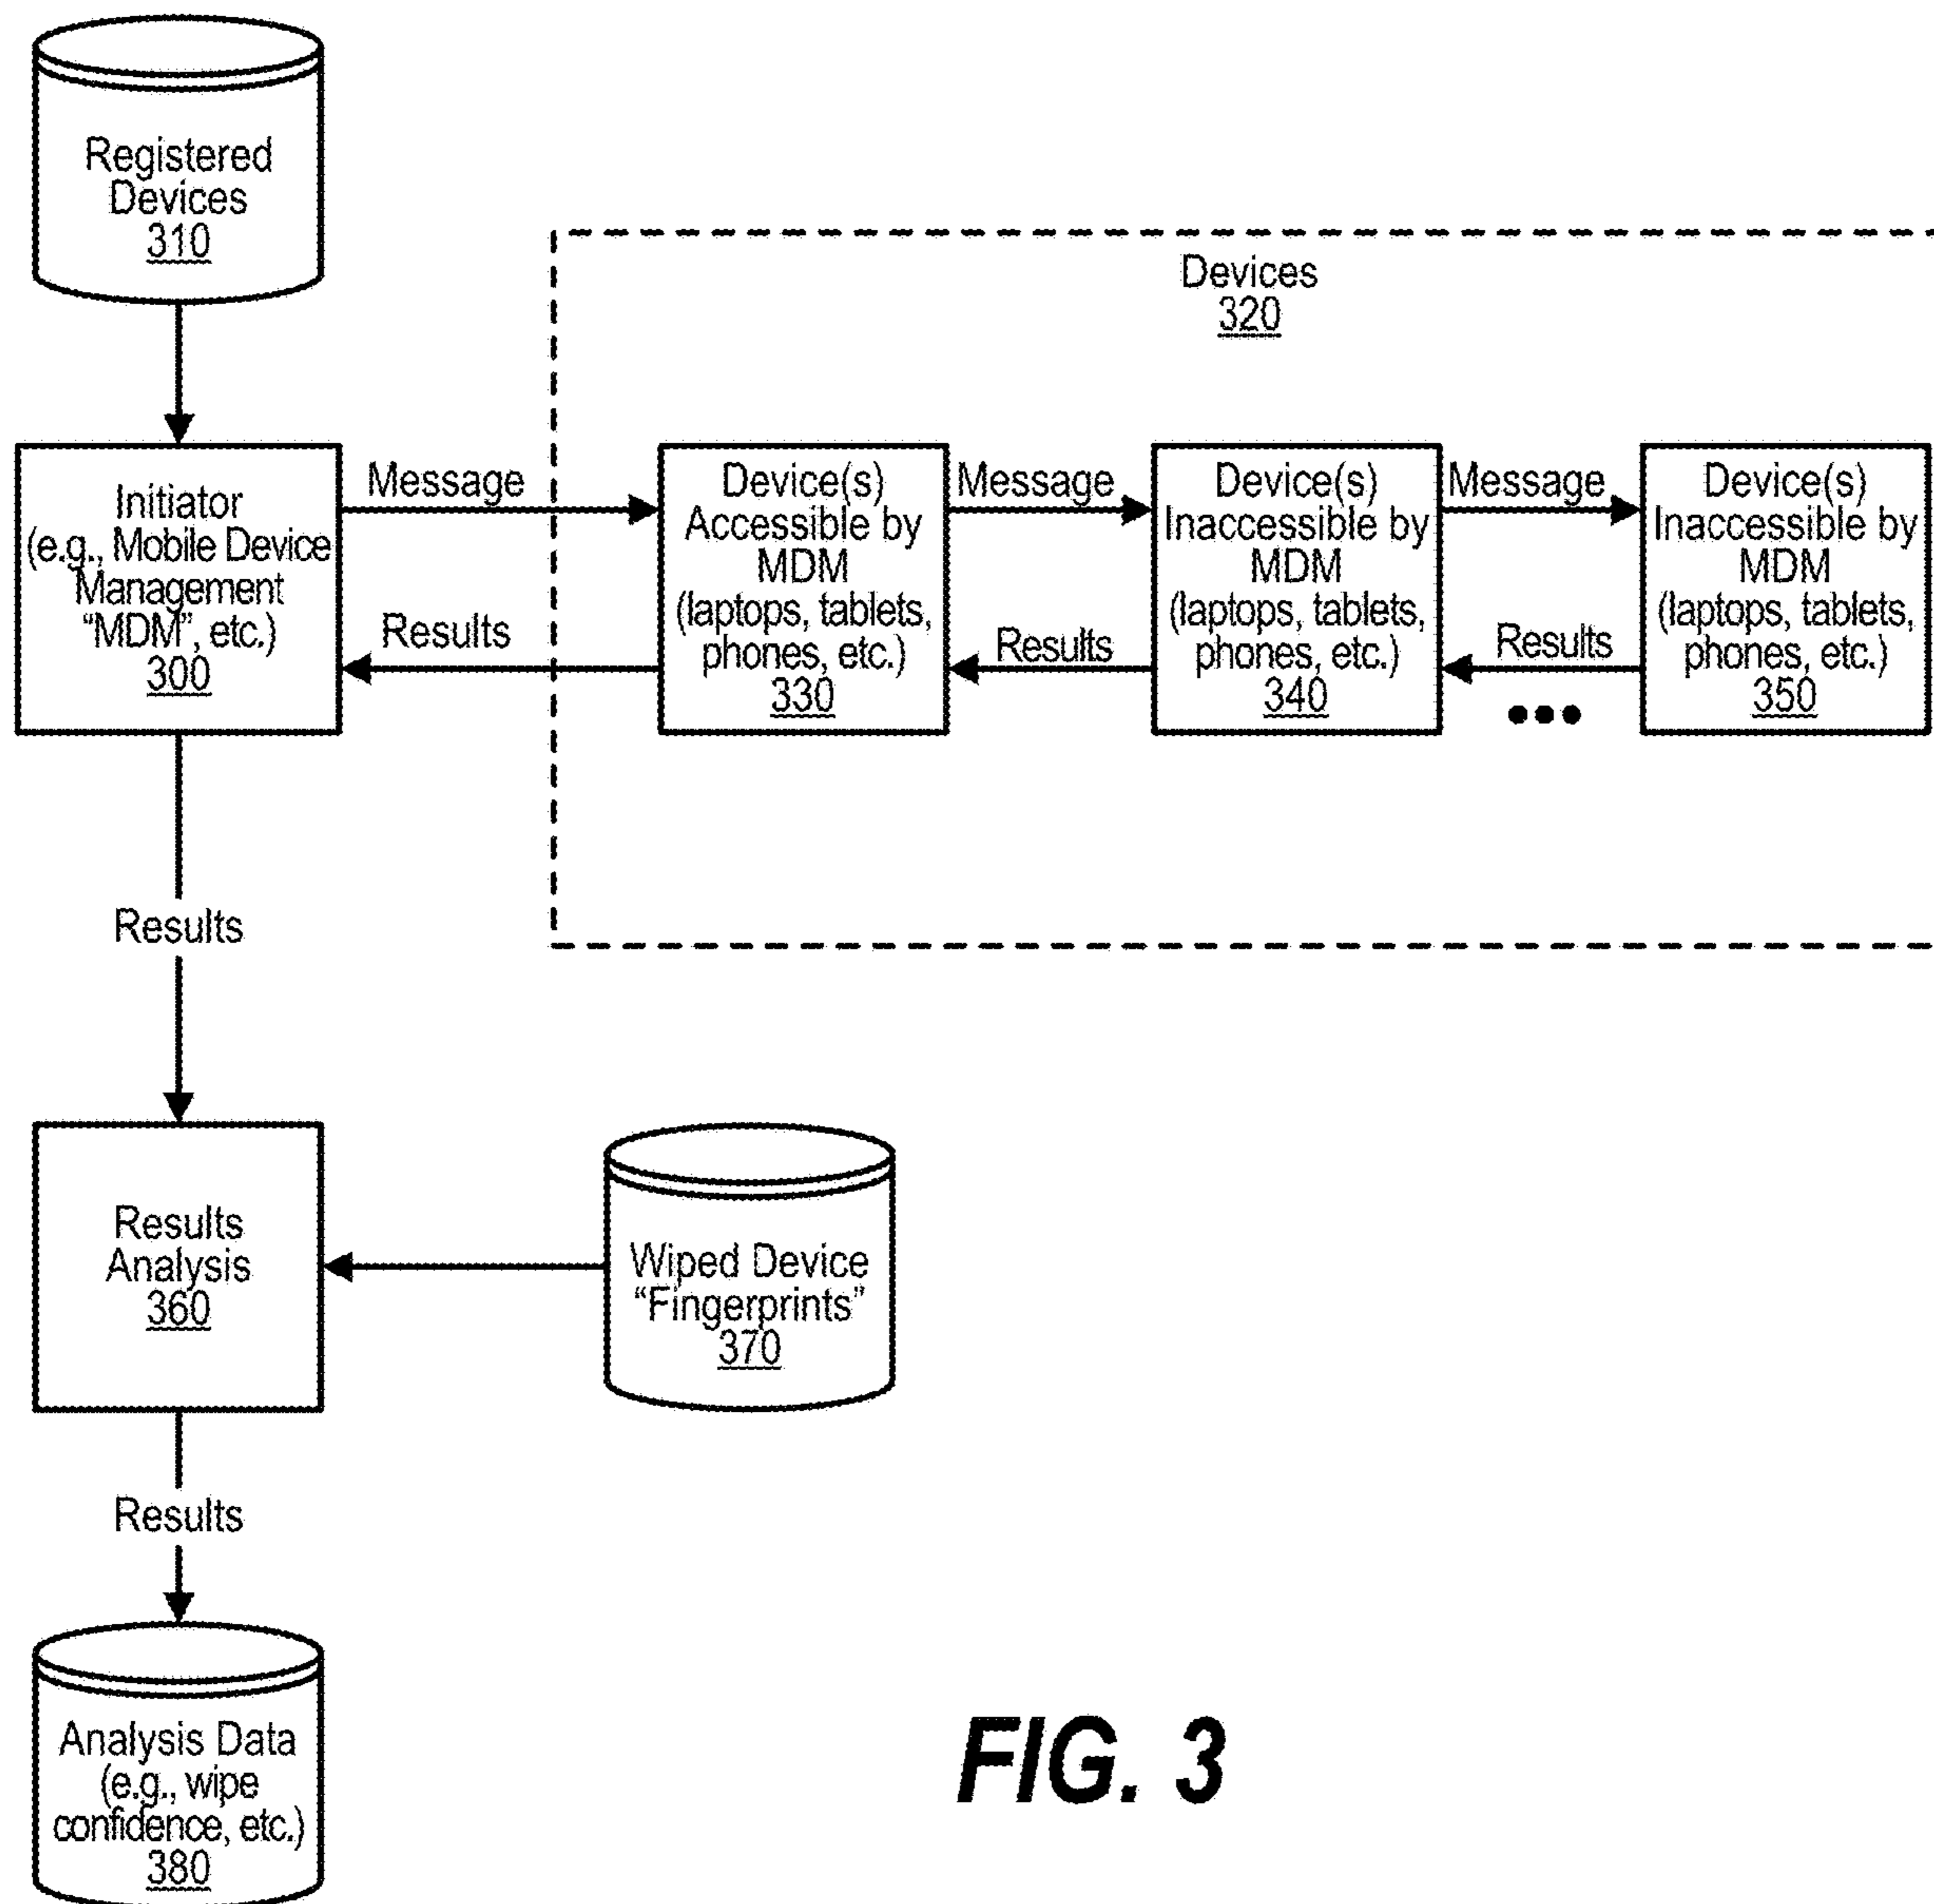 Registered
Devices
310
Devices
320
Initiator
(e.g., Mobile Device
Management
“MDM”, etc.)
300
Message
Results
Device(s)
Accessible by
MDM
(laptops, tablets,
phones, etc.)
330
Message
Results
Device(s)
Inaccessible by
MDM
(laptops, tablets,
phones, etc.)
340
Message
Results
Device(s)
Inaccessible by
MDM
(laptops, tablets,
phones, etc.)
350
Results
Results
Analysis
360
Wiped Device
“Fingerprints”
370
Results
Analysis Data
(e.g., wipe
confidence, etc.)
380
FIG. 3